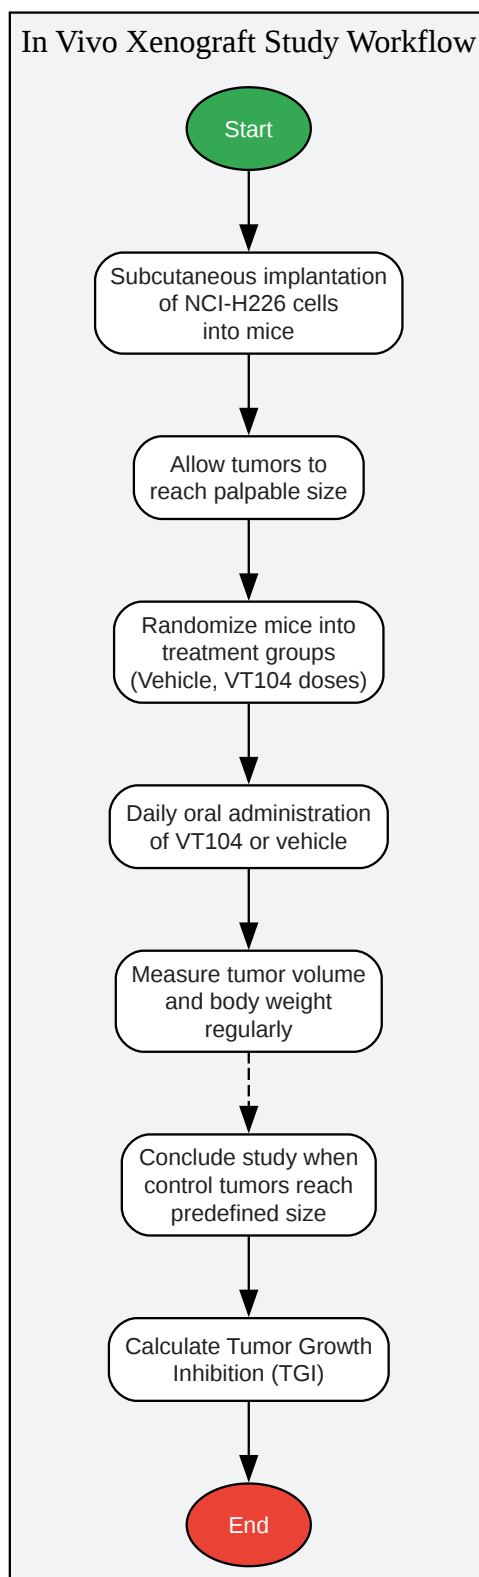 In Vivo Xenograft Study Workflow
Start
Subcutaneous implantation
of NCI-H226 cells
into mice
Allow tumors to
reach palpable size
Randomize mice into
treatment groups
(Vehicle, VT104 doses)
Daily oral administration
of VT104 or vehicle
Measure tumor volume
and body weight
regularly
Conclude study when
control tumors reach
predefined size
Calculate Tumor Growth
Inhibition (TGI)
End